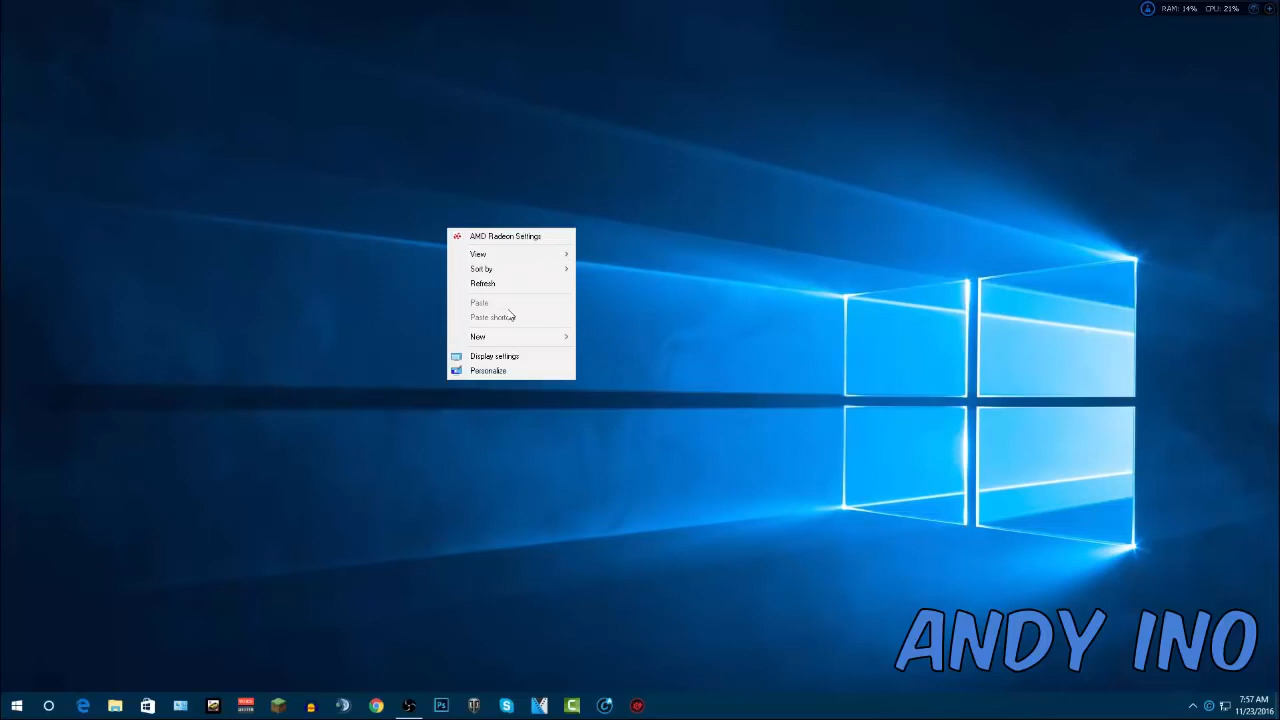 RAM: 14% CPU: 21%
AMD Radeon Settings
View
Sort by
Refresh
Paste
Paste shortcut
New
Display settings
Personalize
ANDY INO
Ps
7:57 AM
11/23/2016